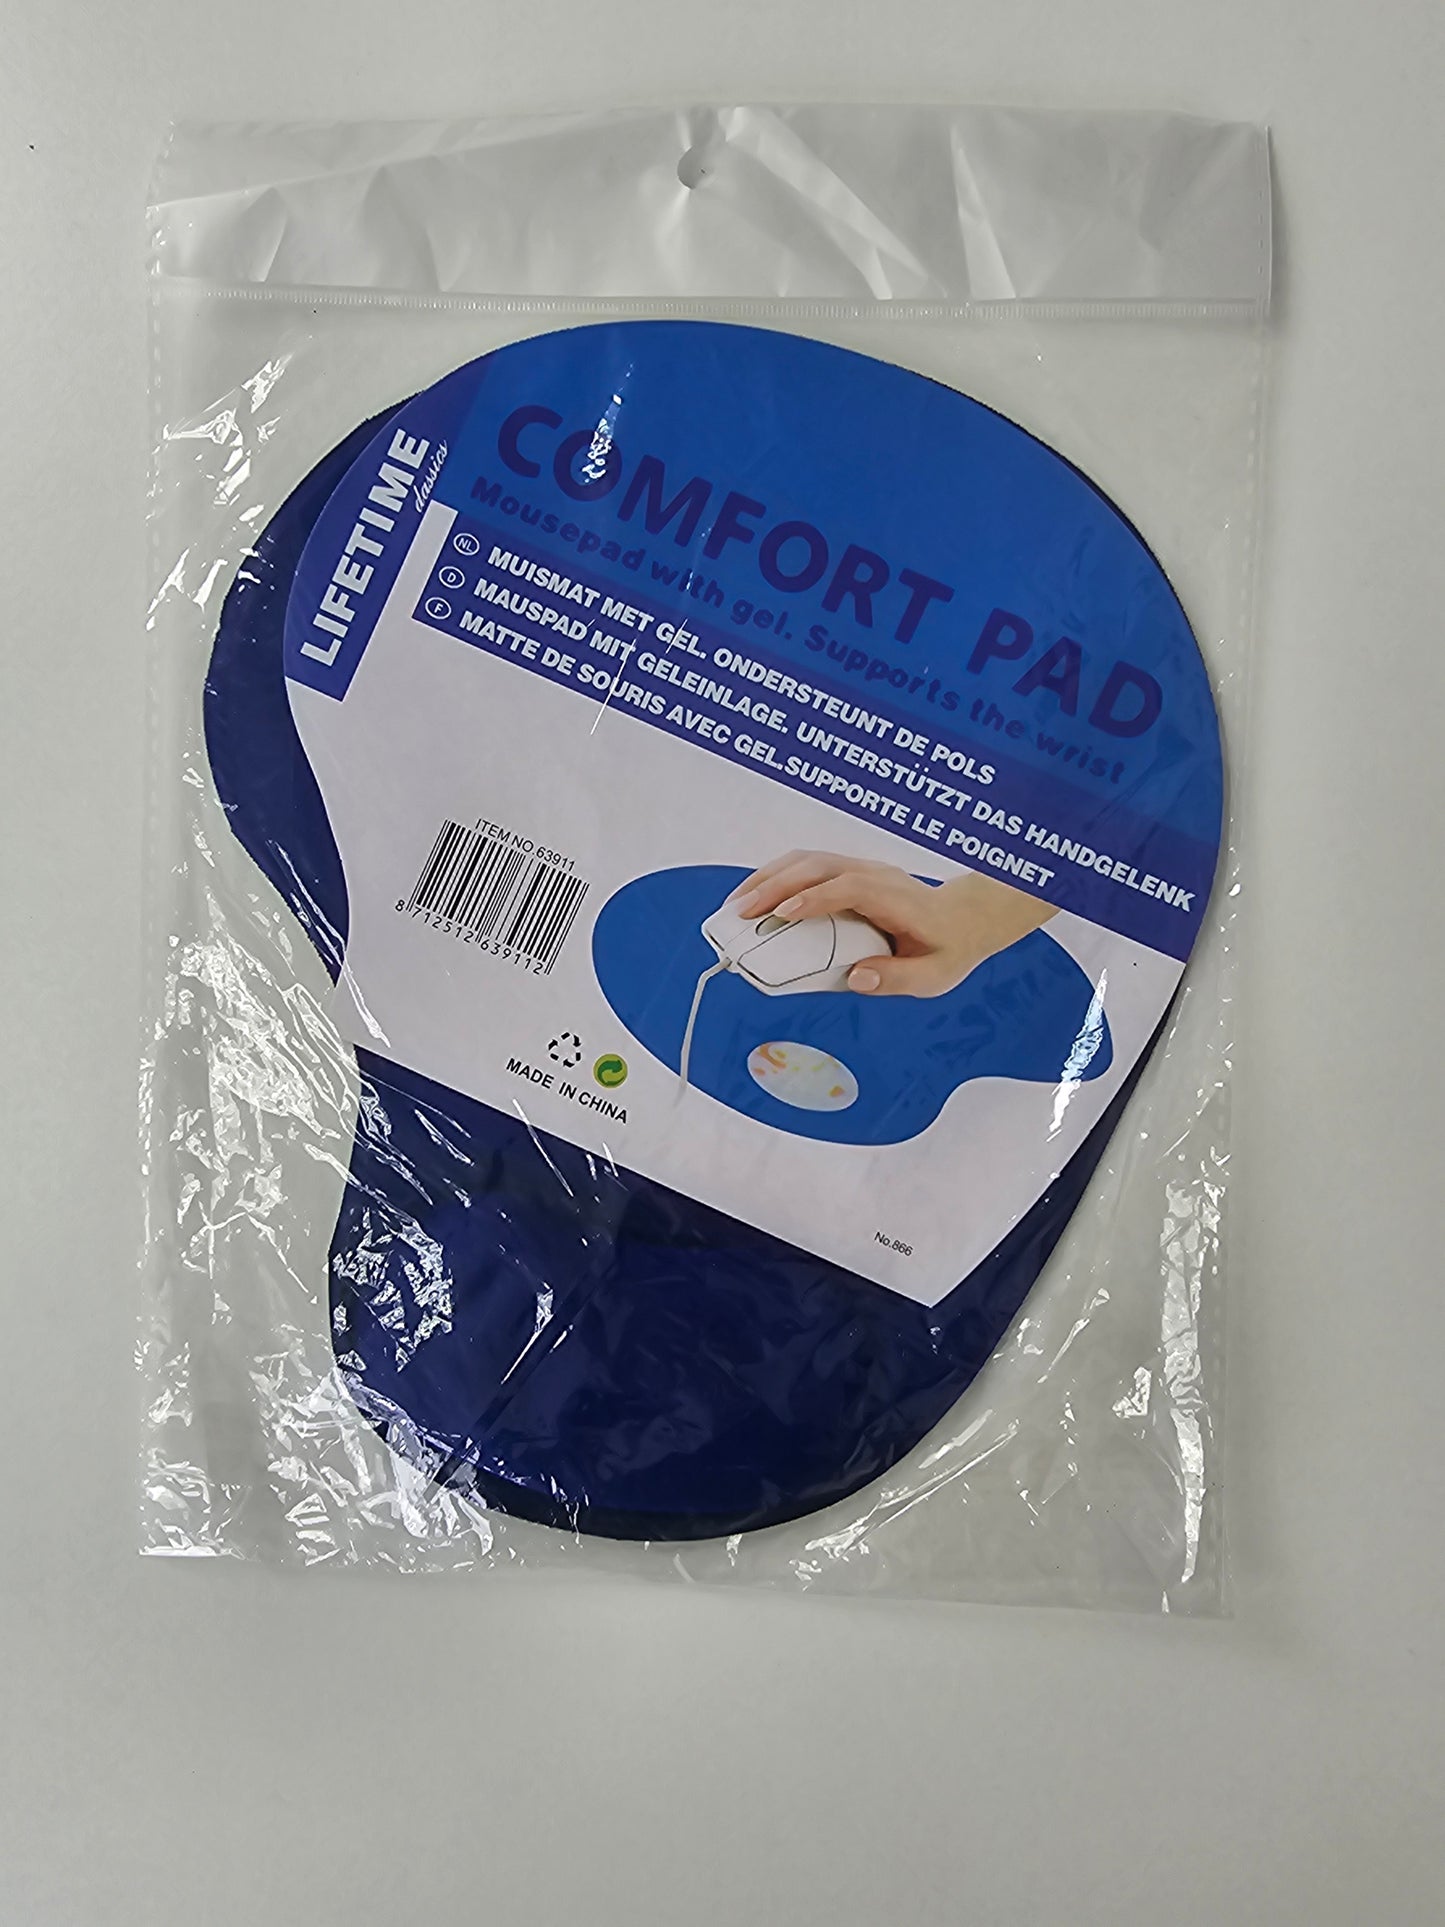 LIFETIME
classics
COMFORT PAD
Mousepad with gel. Supports the wrist
NL MUISMAT MET GEL. ONDERSTEUNT DE POLS
D MAUSPAD MIT GELEINLAGE. UNTERSTÜTZT DAS HANDGELENK
F MATTE DE SOURIS AVEC GEL.SUPPORTE LE POIGNET
ITEM NO.63911
8 712512 639112
MADE IN CHINA
No.866